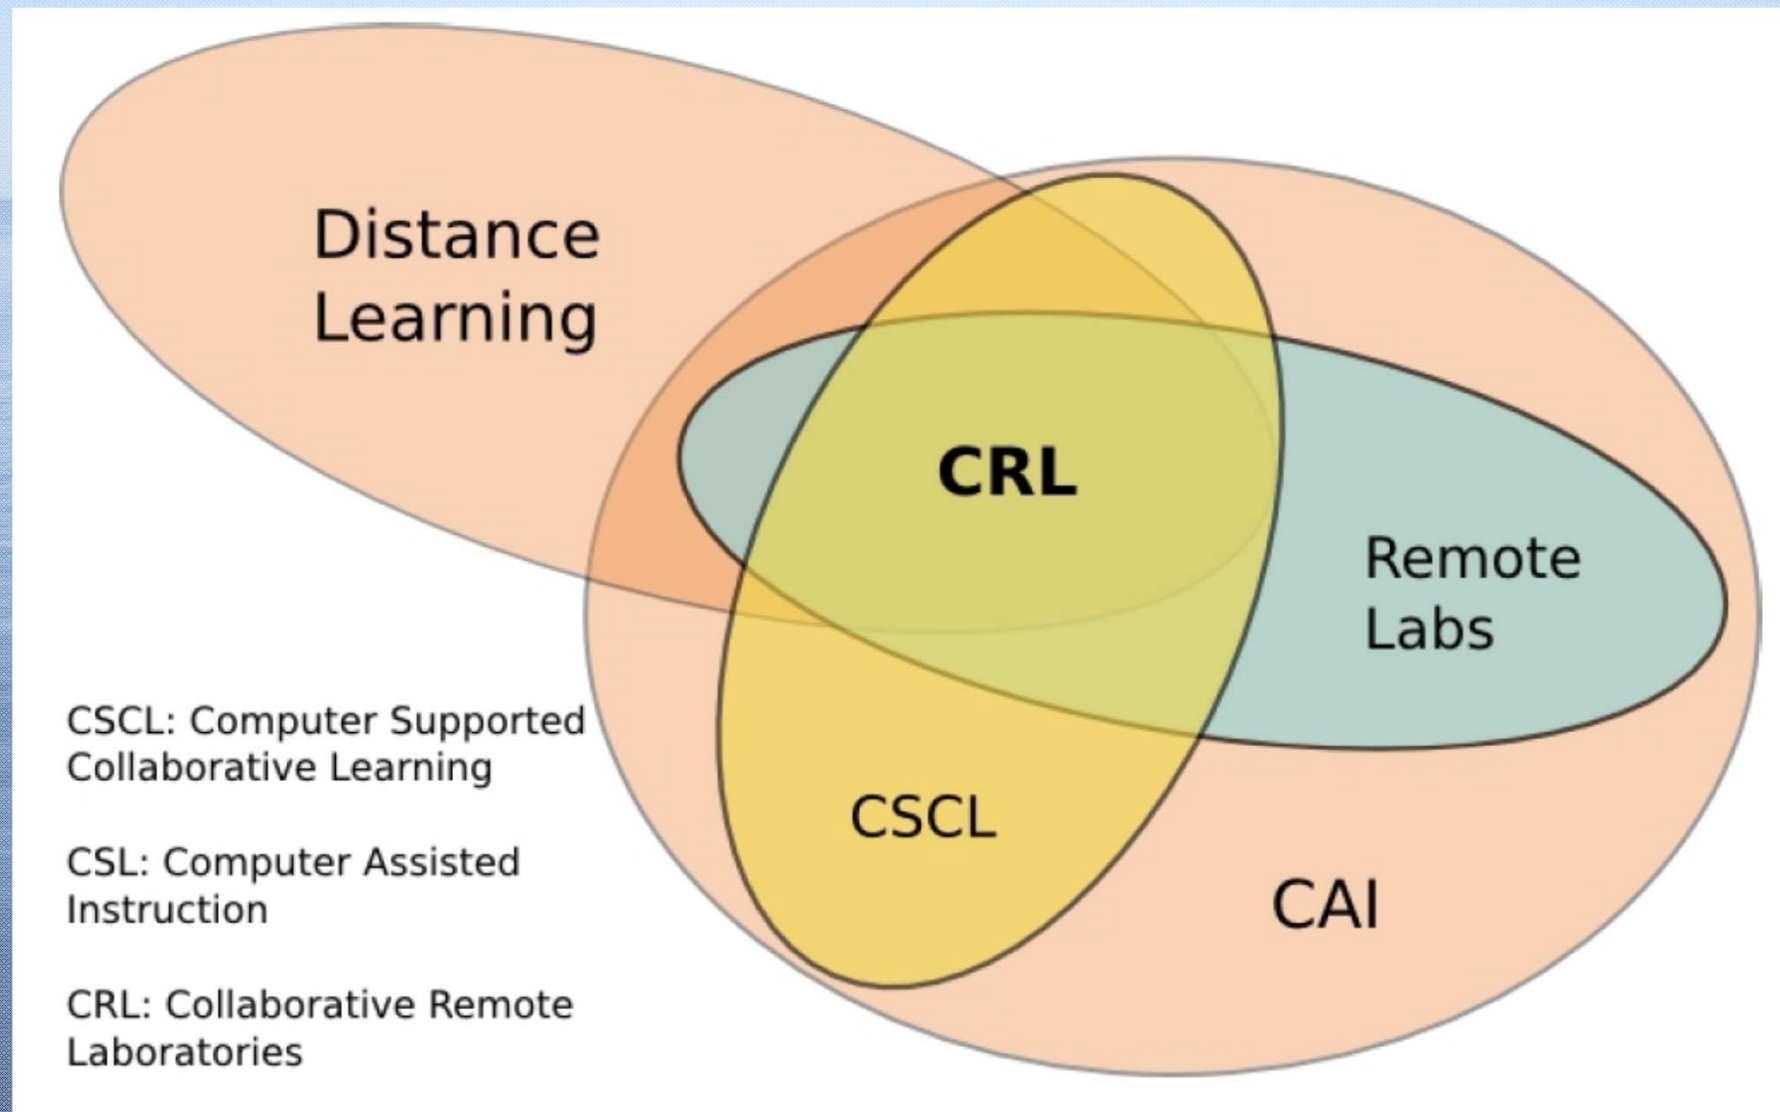 Distance
Learning
CRL
Remote
Labs
CSCL
CAI
CSCL: Computer Supported
Collaborative Learning
CSL: Computer Assisted
Instruction
CRL: Collaborative Remote
Laboratories